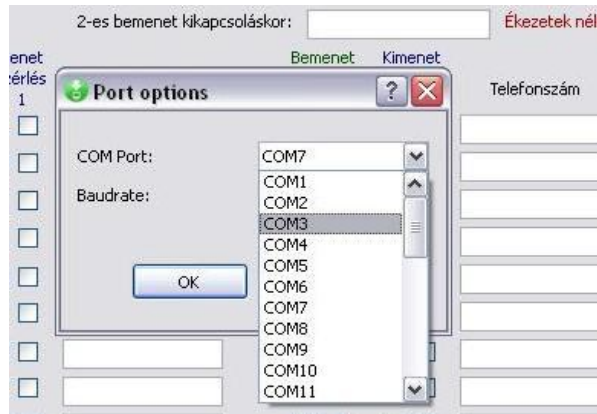 2-es bemenet kikapcsoláskor:
Ékezetek nél
enet
Bemenet Kimenet
zérlés
1
Telefonszám
Port options
COM Port:
COM7
Baudrate:
COM1
COM2
COM3
COM4
COM5
COM6
COM7
COM8
COM9
COM10
COM11
OK